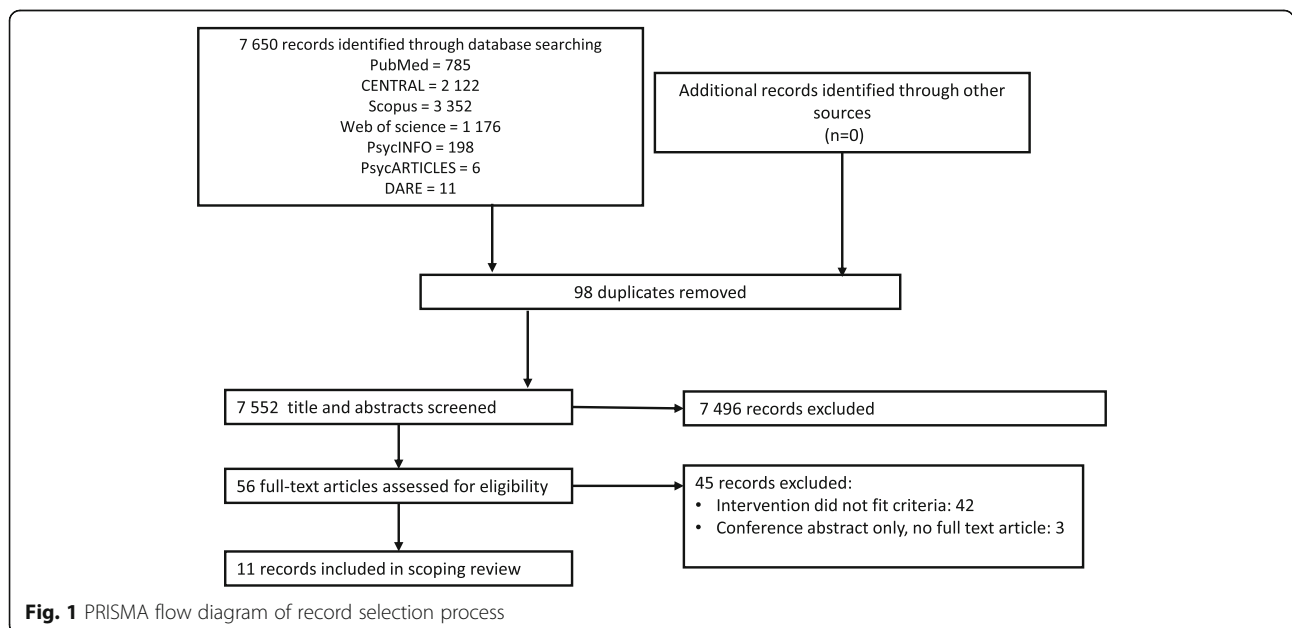 7 650 records identified through database searching
PubMed = 785
CENTRAL = 2 122
Scopus = 3 352
Web of science = 1 176
PsycINFO = 198
PsycARTICLES = 6
DARE = 11
Additional records identified through other
sources
(n=0)
98 duplicates removed
7 552 title and abstracts screened
7 496 records excluded
56 full-text articles assessed for eligibility
45 records excluded:
• Intervention did not fit criteria: 42
• Conference abstract only, no full text article: 3
11 records included in scoping review
Fig. 1 PRISMA flow diagram of record selection process